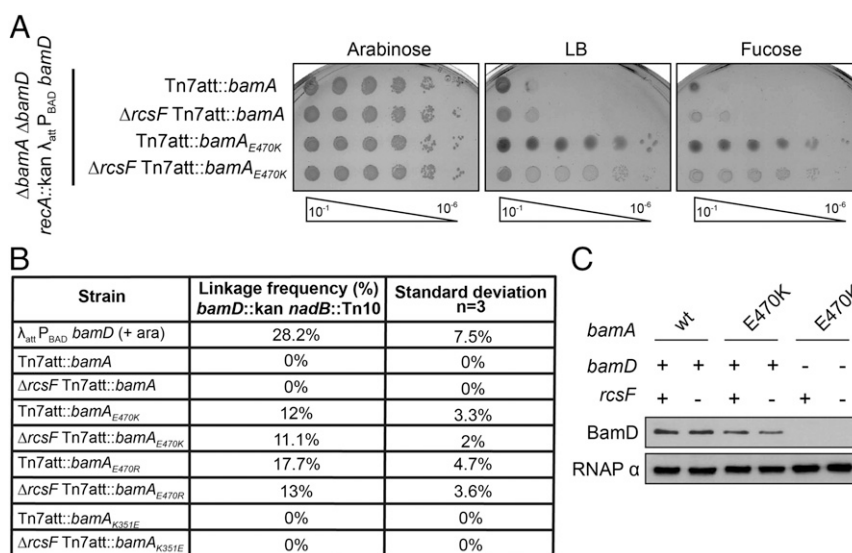 A
ΔbamA ΔbamD
recA::kan λatt PBAD bamD
Arabinose
LB
Fucose
Tn7att::bamA
ΔrcsF Tn7att::bamA
Tn7att::bamAE470K
ΔrcsF Tn7att::bamAE470K
10-1 10-6
10-1 10-6
10-1 10-6
B
Strain Linkage frequency (%) Standard deviation
bamD::kan nadB::Tn10 n=3
λatt PBAD bamD (+ ara) 28.2% 7.5%
Tn7att::bamA 0% 0%
ΔrcsF Tn7att::bamA 0% 0%
Tn7att::bamAE470K 12% 3.3%
ΔrcsF Tn7att::bamAE470K 11.1% 2%
Tn7att::bamAE470R 17.7% 4.7%
ΔrcsF Tn7att::bamAE470R 13% 3.6%
Tn7att::bamAK351E 0% 0%
ΔrcsF Tn7att::bamAK351E 0% 0%
C
bamA wt E470K E470K
bamD + + + + - -
rcsF + - + - + -
BamD
RNAP α